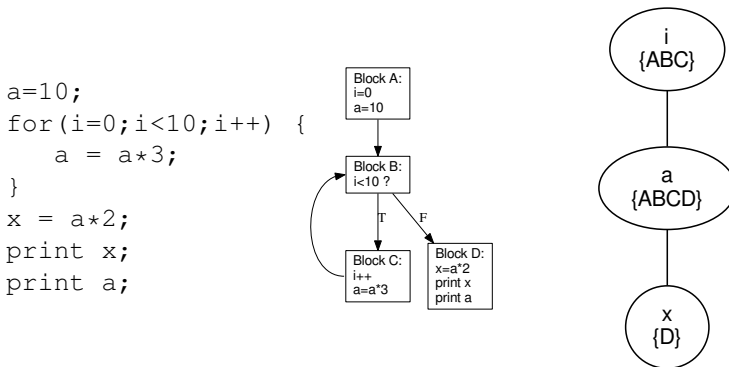 a=10;
for(i=0;i<10;i++) {
   a = a*3;
}
x = a*2;
print x;
print a;
Block A:
i=0
a=10
Block B:
i<10 ?
T
F
Block C:
i++
a=a*3
Block D:
x=a*2
print x
print a
i
{ABC}
a
{ABCD}
x
{D}